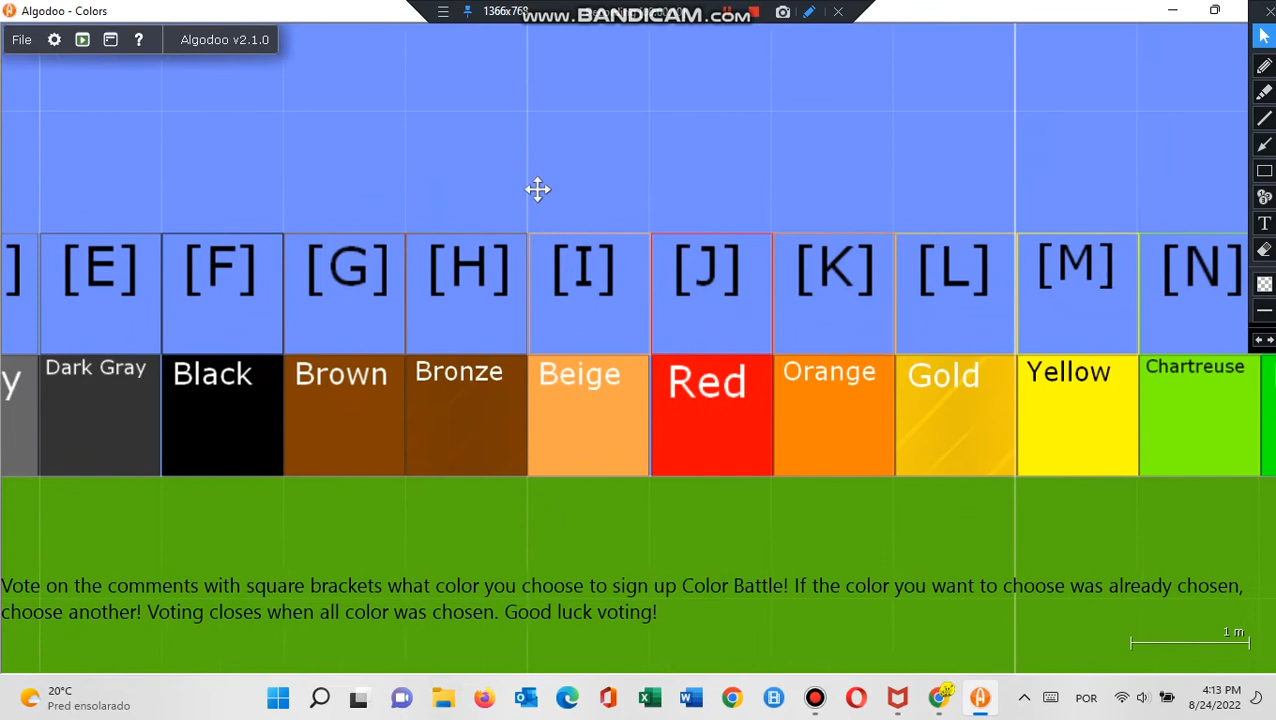 Algodoo - Colors
1366x768
www.BANDICAM.com
File
?
Algodoo v2.1.0
] [E] [F] [G] [H] [I] [J] [K] [L] [M] [N]
y Dark Gray Black Brown Bronze Beige Red Orange Gold Yellow Chartreuse
Vote on the comments with square brackets what color you choose to sign up Color Battle! If the color you want to choose was already chosen,
choose another! Voting closes when all color was chosen. Good luck voting!
1 m
20°C
Pred ensolarado
POR
4:13 PM
8/24/2022